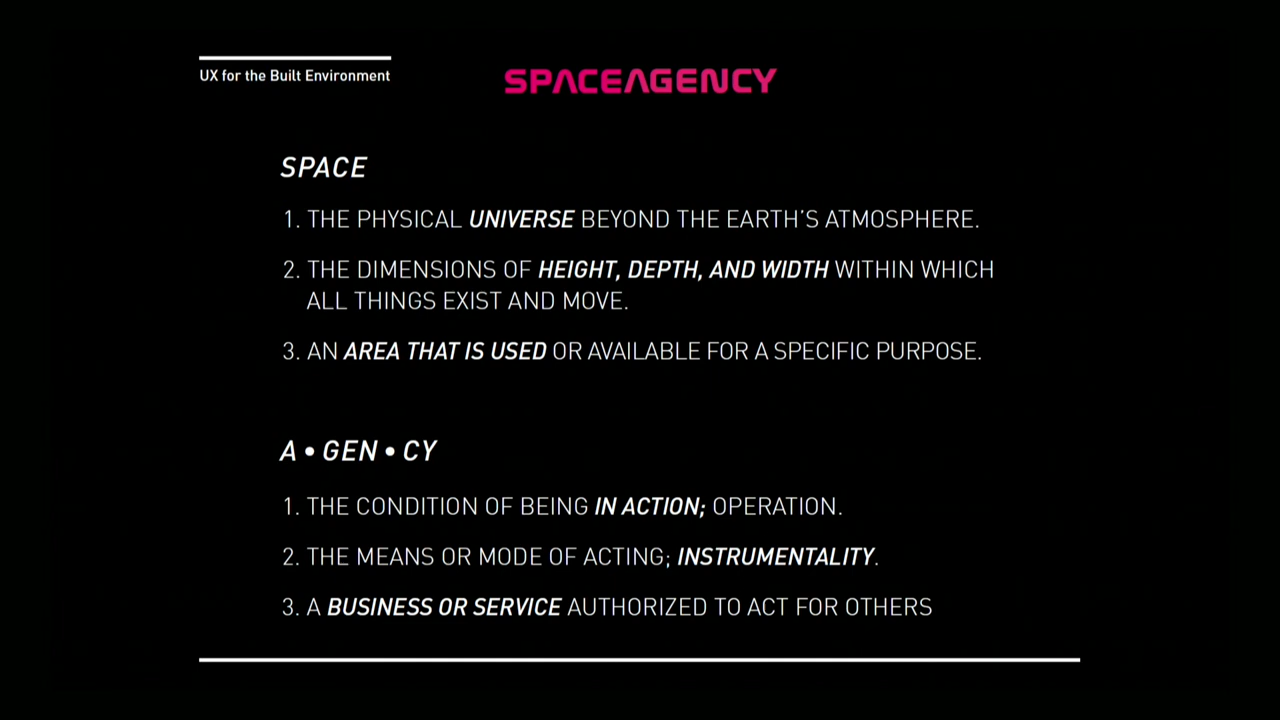 UX for the Built Environment
SPACEAGENCY
SPACE
1. THE PHYSICAL UNIVERSE BEYOND THE EARTH'S ATMOSPHERE.
2. THE DIMENSIONS OF HEIGHT, DEPTH, AND WIDTH WITHIN WHICH
ALL THINGS EXIST AND MOVE.
3. AN AREA THAT IS USED OR AVAILABLE FOR A SPECIFIC PURPOSE.
A • GEN • CY
1. THE CONDITION OF BEING IN ACTION; OPERATION.
2. THE MEANS OR MODE OF ACTING; INSTRUMENTALITY.
3. A BUSINESS OR SERVICE AUTHORIZED TO ACT FOR OTHERS